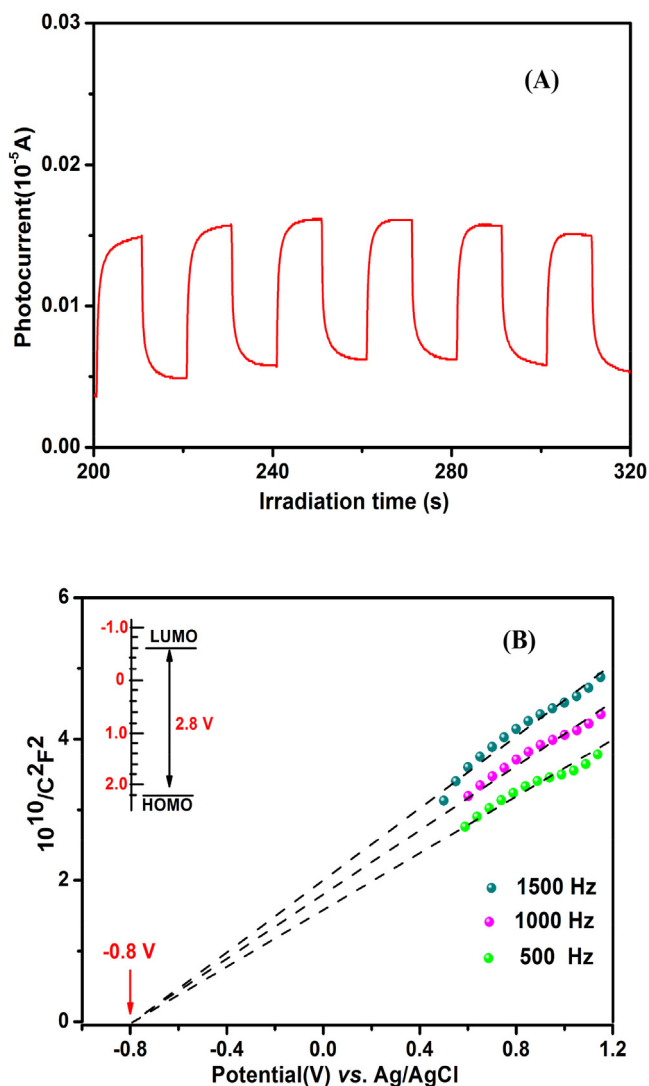 0.03
(A)
0.02
0.01
0.00
Photocurrent(10⁻⁵A)
200 240 280 320
Irradiation time (s)
6
-1.0
LUMO
(B)
0
2.8 V
1.0
2.0
HOMO
4
10¹⁰/C²F²
1500 Hz
2
1000 Hz
-0.8 V
500 Hz
0
-0.8 -0.4 0.0 0.4 0.8 1.2
Potential(V) vs. Ag/AgCl